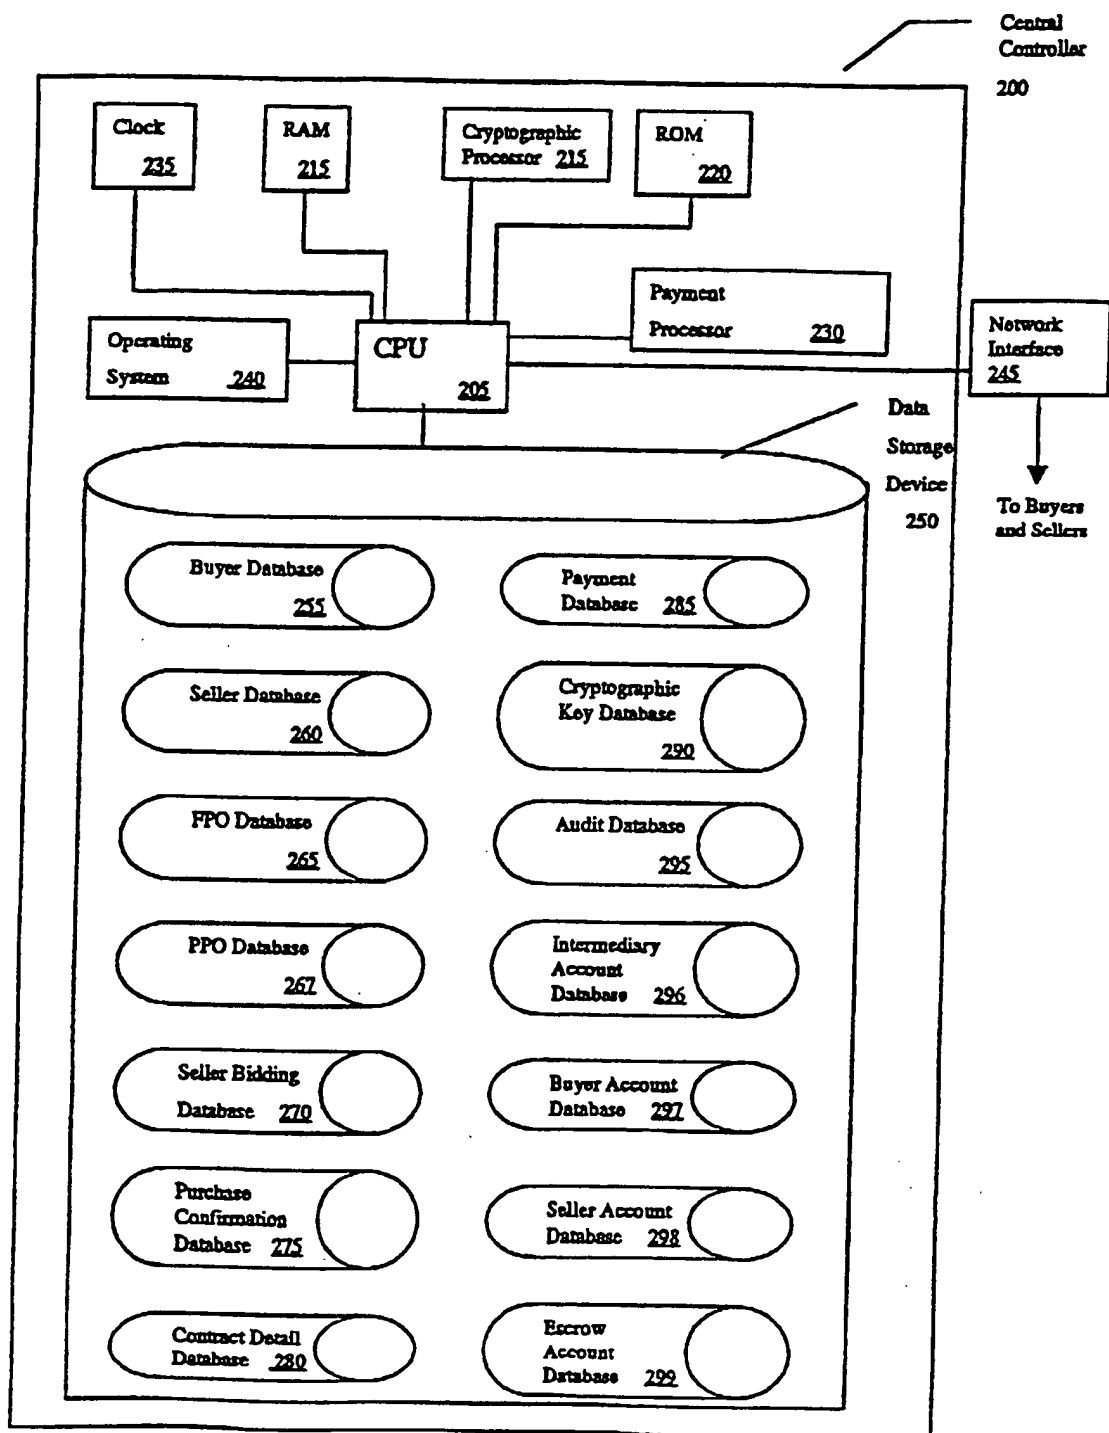 Central
Controller
200
Clock
235
RAM
215
Cryptographic
Processor 215
ROM
220
Payment
Processor 230
Operating
System 240
CPU
205
Network
Interface
245
Data
Storage
Device
250
To Buyers
and Sellers
Buyer Database
255
Payment
Database 285
Seller Database
260
Cryptographic
Key Database
290
FPO Database
265
Audit Database
295
PPO Database
267
Intermediary
Account
Database 296
Seller Bidding
Database 270
Buyer Account
Database 297
Purchase
Confirmation
Database 275
Seller Account
Database 298
Contract Detail
Database 280
Escrow
Account
Database 299